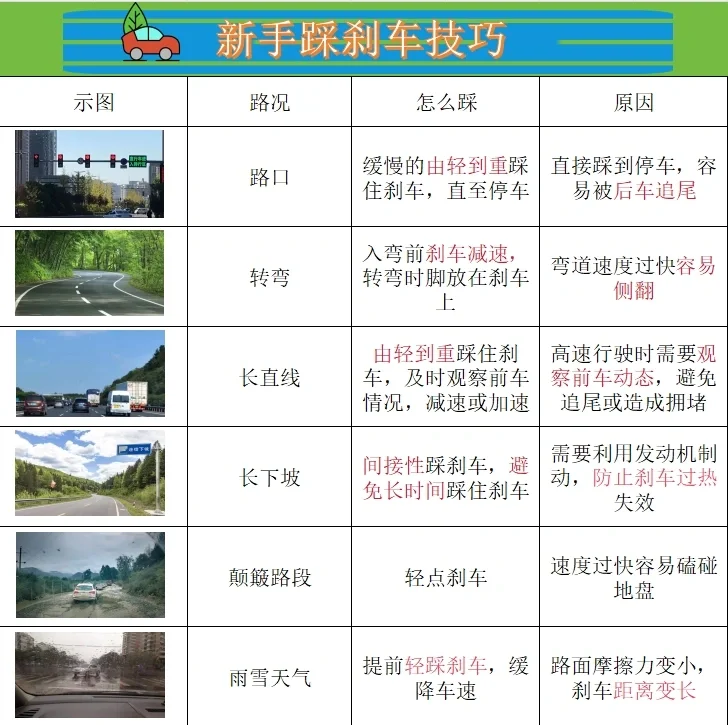 新手踩刹车技巧
示图 路况 怎么踩 原因
路口
缓慢的由轻到重踩
住刹车，直至停车
直接踩到停车，容
易被后车追尾
转弯
入弯前刹车减速，
转弯时脚放在刹车
上
弯道速度过快容易
侧翻
长直线
由轻到重踩住刹
车，及时观察前车
情况，减速或加速
高速行驶时需要观
察前车动态，避免
追尾或造成拥堵
长下坡
间接性踩刹车，避
免长时间踩住刹车
需要利用发动机制
动，防止刹车过热
失效
颠簸路段
轻点刹车
速度过快容易磕碰
地盘
雨雪天气
提前轻踩刹车，缓
降车速
路面摩擦力变小，
刹车距离变长